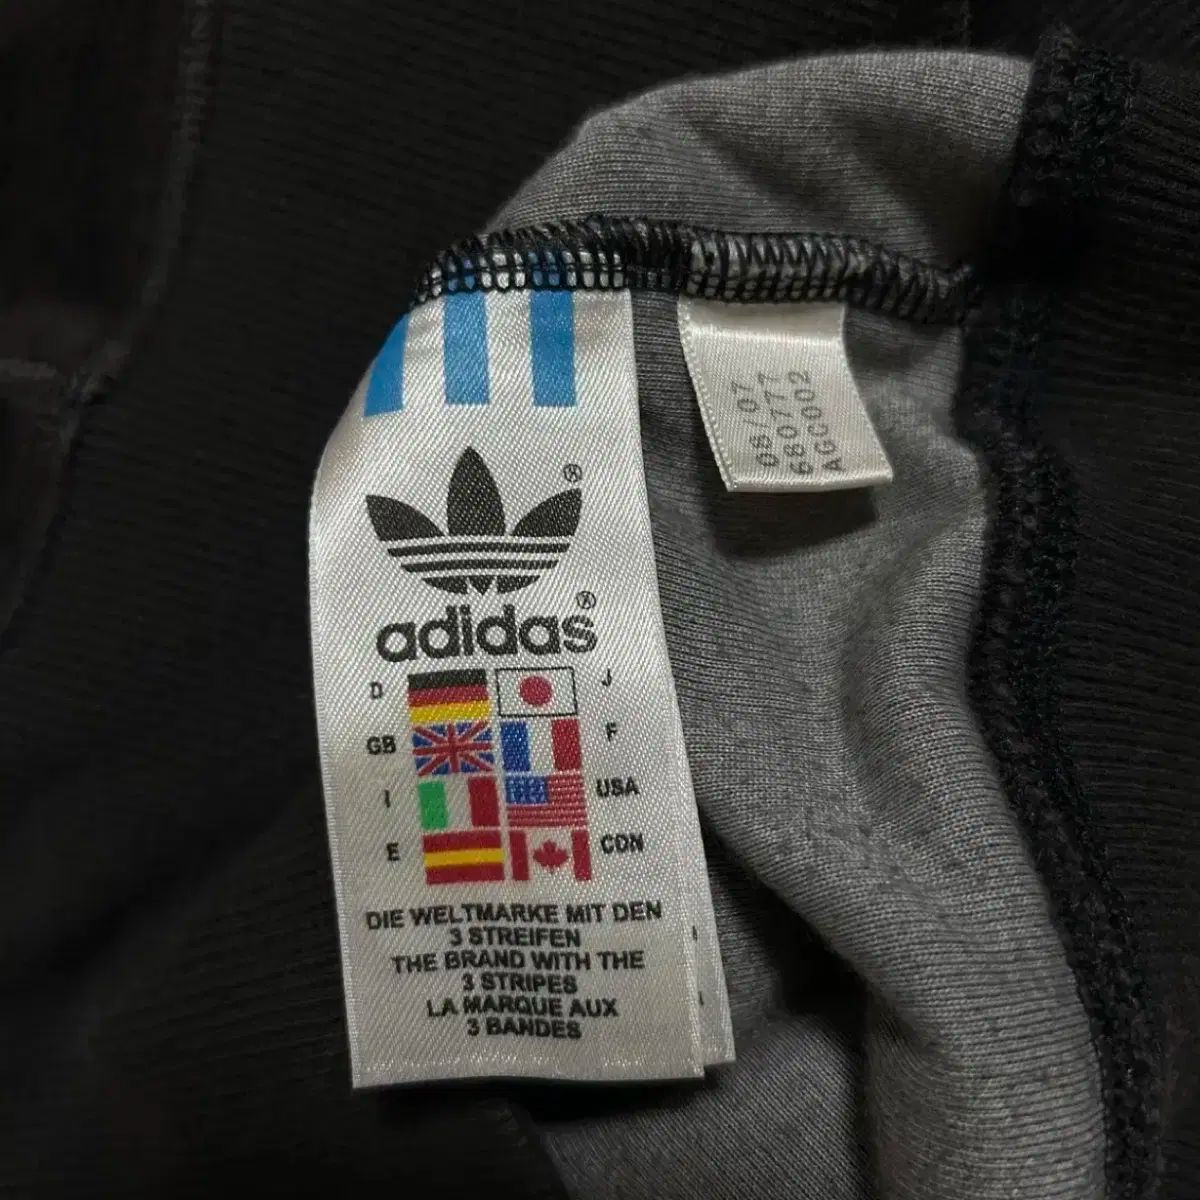 08/07
680777
AGC002
®
adidas®
D J
GB F
I USA
E CDN
DIE WELTMARKE MIT DEN
3 STREIFEN
THE BRAND WITH THE
3 STRIPES
LA MARQUE AUX
3 BANDES